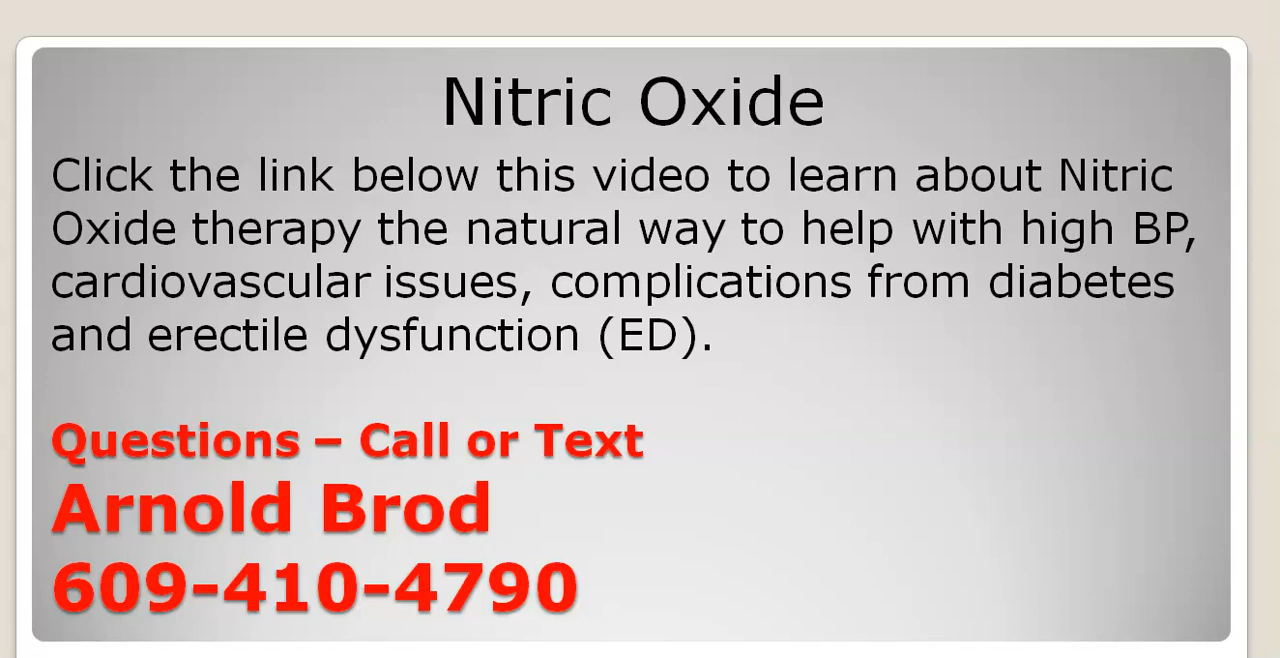 Nitric Oxide
Click the link below this video to learn about Nitric
Oxide therapy the natural way to help with high BP,
cardiovascular issues, complications from diabetes
and erectile dysfunction (ED).
Questions – Call or Text
Arnold Brod
609-410-4790